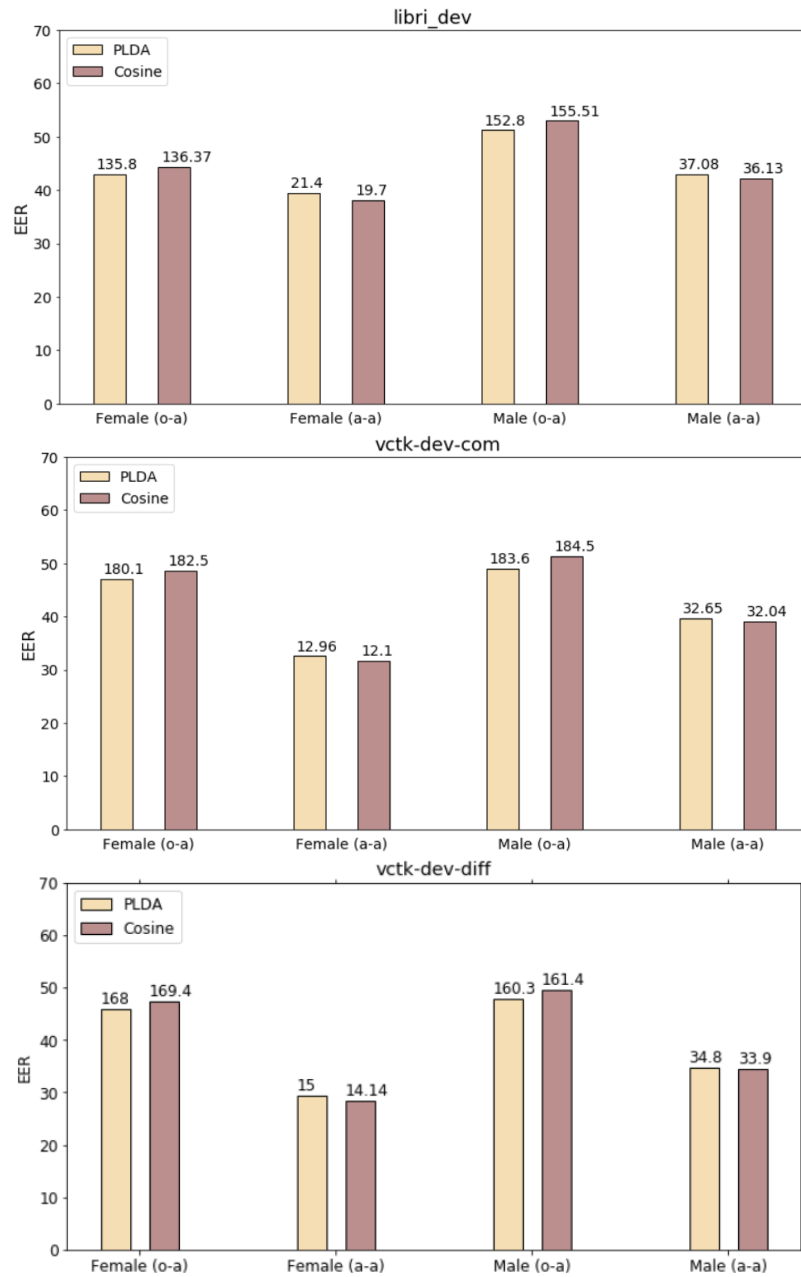 libri_dev
70
60
50
40
30
20
10
0
EER
PLDA
Cosine
135.8 136.37 21.4 19.7 152.8 155.51 37.08 36.13
Female (o-a) Female (a-a) Male (o-a) Male (a-a)
vctk-dev-com
70
60
50
40
30
20
10
0
EER
PLDA
Cosine
180.1 182.5 12.96 12.1 183.6 184.5 32.65 32.04
Female (o-a) Female (a-a) Male (o-a) Male (a-a)
vctk-dev-diff
70
60
50
40
30
20
10
0
EER
PLDA
Cosine
168 169.4 15 14.14 160.3 161.4 34.8 33.9
Female (o-a) Female (a-a) Male (o-a) Male (a-a)